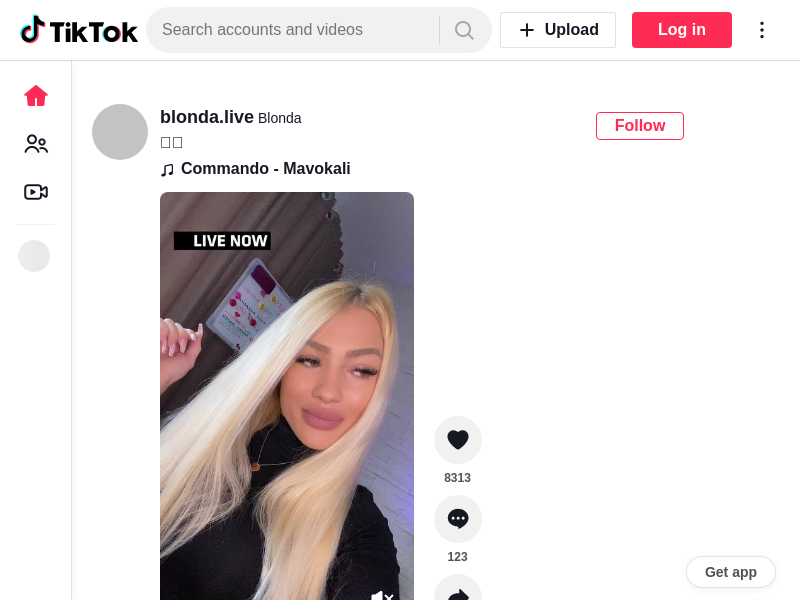 TikTok
Search accounts and videos
Upload
Log in
blonda.live Blonda
Follow
Commando - Mavokali
LIVE NOW
8313
123
Get app